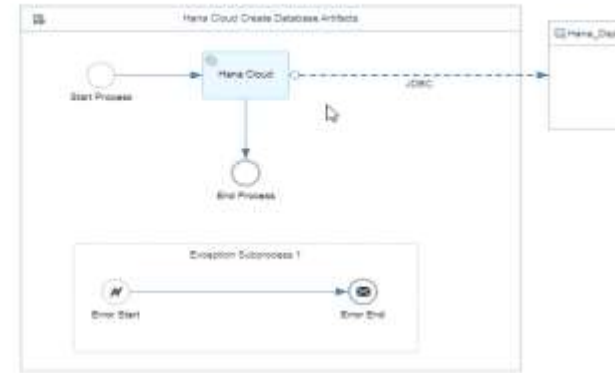 Hana Cloud Create Database Artifacts
Hana Cloud
JDBC
Start Process
End Process
Exception Subprocess 1
Error Start
Error End